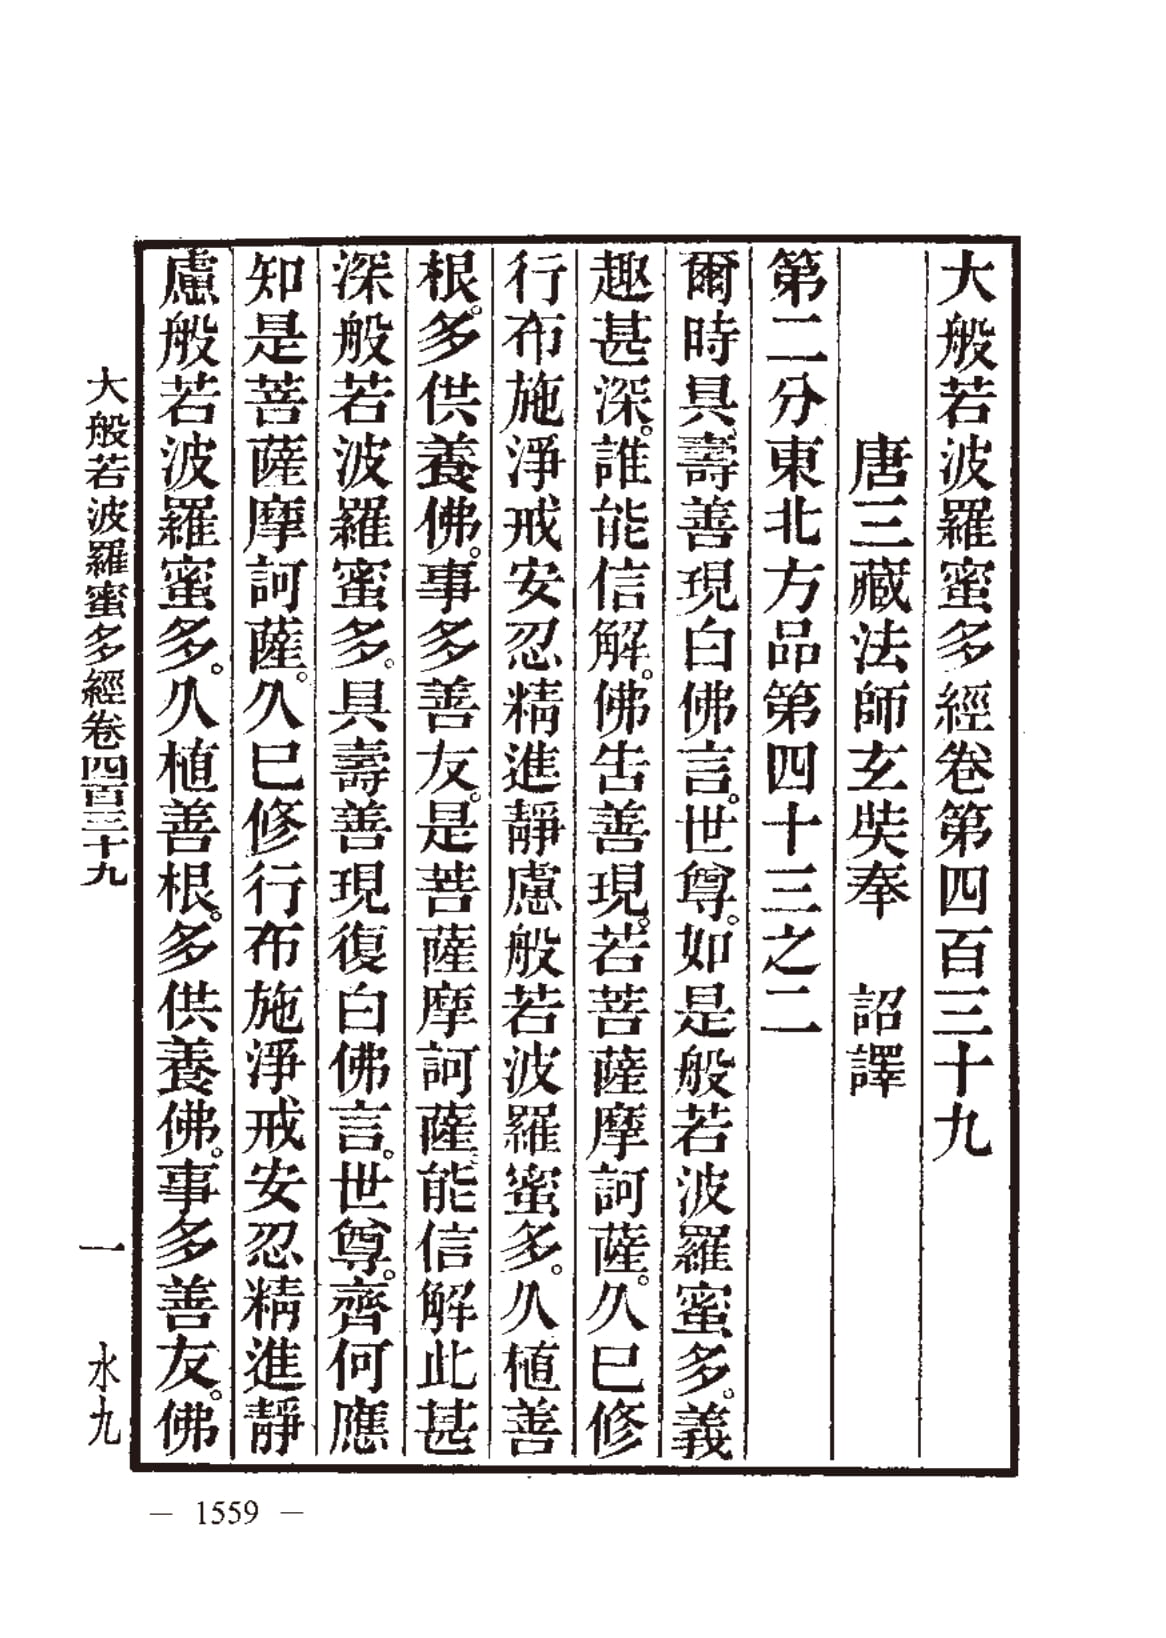 大般若波羅蜜多經卷第四百三十九
唐三藏法師玄奘奉　詔譯
第二分東北方品第四十三之二
爾時具壽善現白佛言。世尊。如是般若波羅蜜多。義
趣甚深。誰能信解。佛告善現。若菩薩摩訶薩。久已修
行布施淨戒安忍精進靜慮般若波羅蜜多。久植善
根。多供養佛。事多善友。是菩薩摩訶薩能信解此甚
深般若波羅蜜多。具壽善現復白佛言。世尊。齊何應
知是菩薩摩訶薩。久已修行布施淨戒安忍精進靜
慮般若波羅蜜多。久植善根。多供養佛。事多善友。佛
大般若波羅蜜多經卷四百三十九
一
水九
— 1559 —